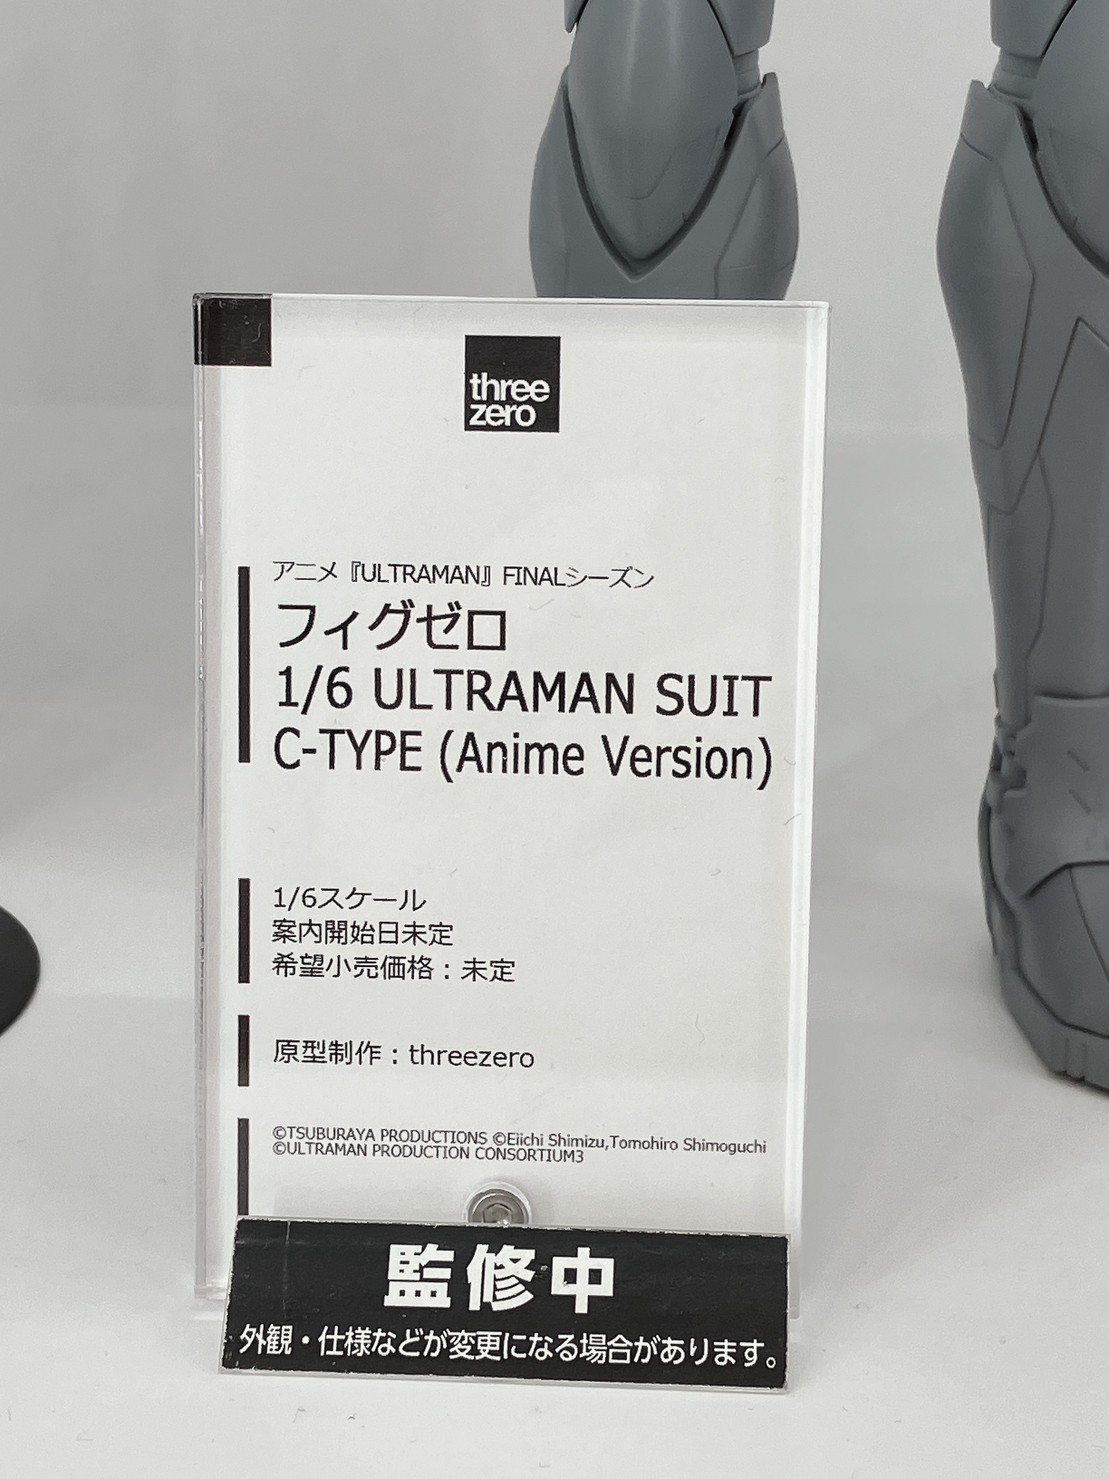 three
zero
アニメ『ULTRAMAN』FINALシーズン
フィグゼロ
1/6 ULTRAMAN SUIT
C-TYPE (Anime Version)
1/6スケール
案内開始日未定
希望小売価格：未定
原型制作：threezero
©TSUBURAYA PRODUCTIONS ©Eiichi Shimizu,Tomohiro Shimoguchi
©ULTRAMAN PRODUCTION CONSORTIUM3
監修中
外観・仕様などが変更になる場合があります。